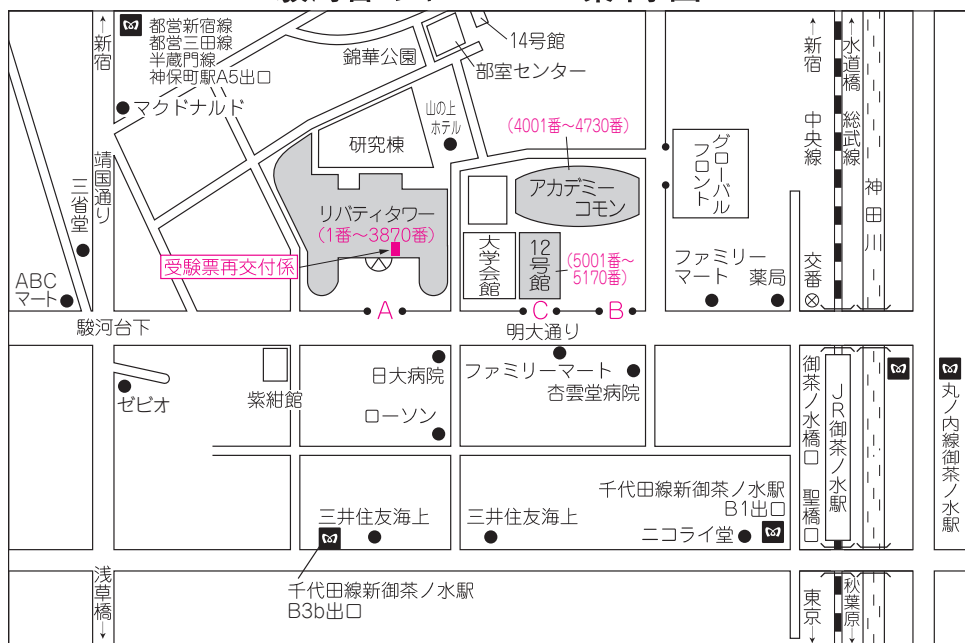 ←新宿
都営新宿線
都営三田線
半蔵門線
神保町駅A5出口
マクドナルド
靖国通り
三省堂
ABC
マート
駿河台下
錦華公園
14号館
部室センター
山の上
ホテル
研究棟
(4001番〜4730番)
アカデミー
コモン
グローバル
フロント
リバティタワー
(1番〜3870番)
受験票再交付係
大学会館
12号館
(5001番〜
5170番)
A
C
B
明大通り
ファミリー
マート
薬局
←新宿
中央線
←水道橋
総武線
神田川
交番
ゼビオ
紫紺館
日大病院
ローソン
ファミリーマート
杏雲堂病院
御茶ノ水橋口
JR御茶ノ水駅
聖橋口
丸ノ内線御茶ノ水駅
三井住友海上
三井住友海上
千代田線新御茶ノ水駅
B1出口
ニコライ堂
千代田線新御茶ノ水駅
B3b出口
浅草橋→
東京→
秋葉原→